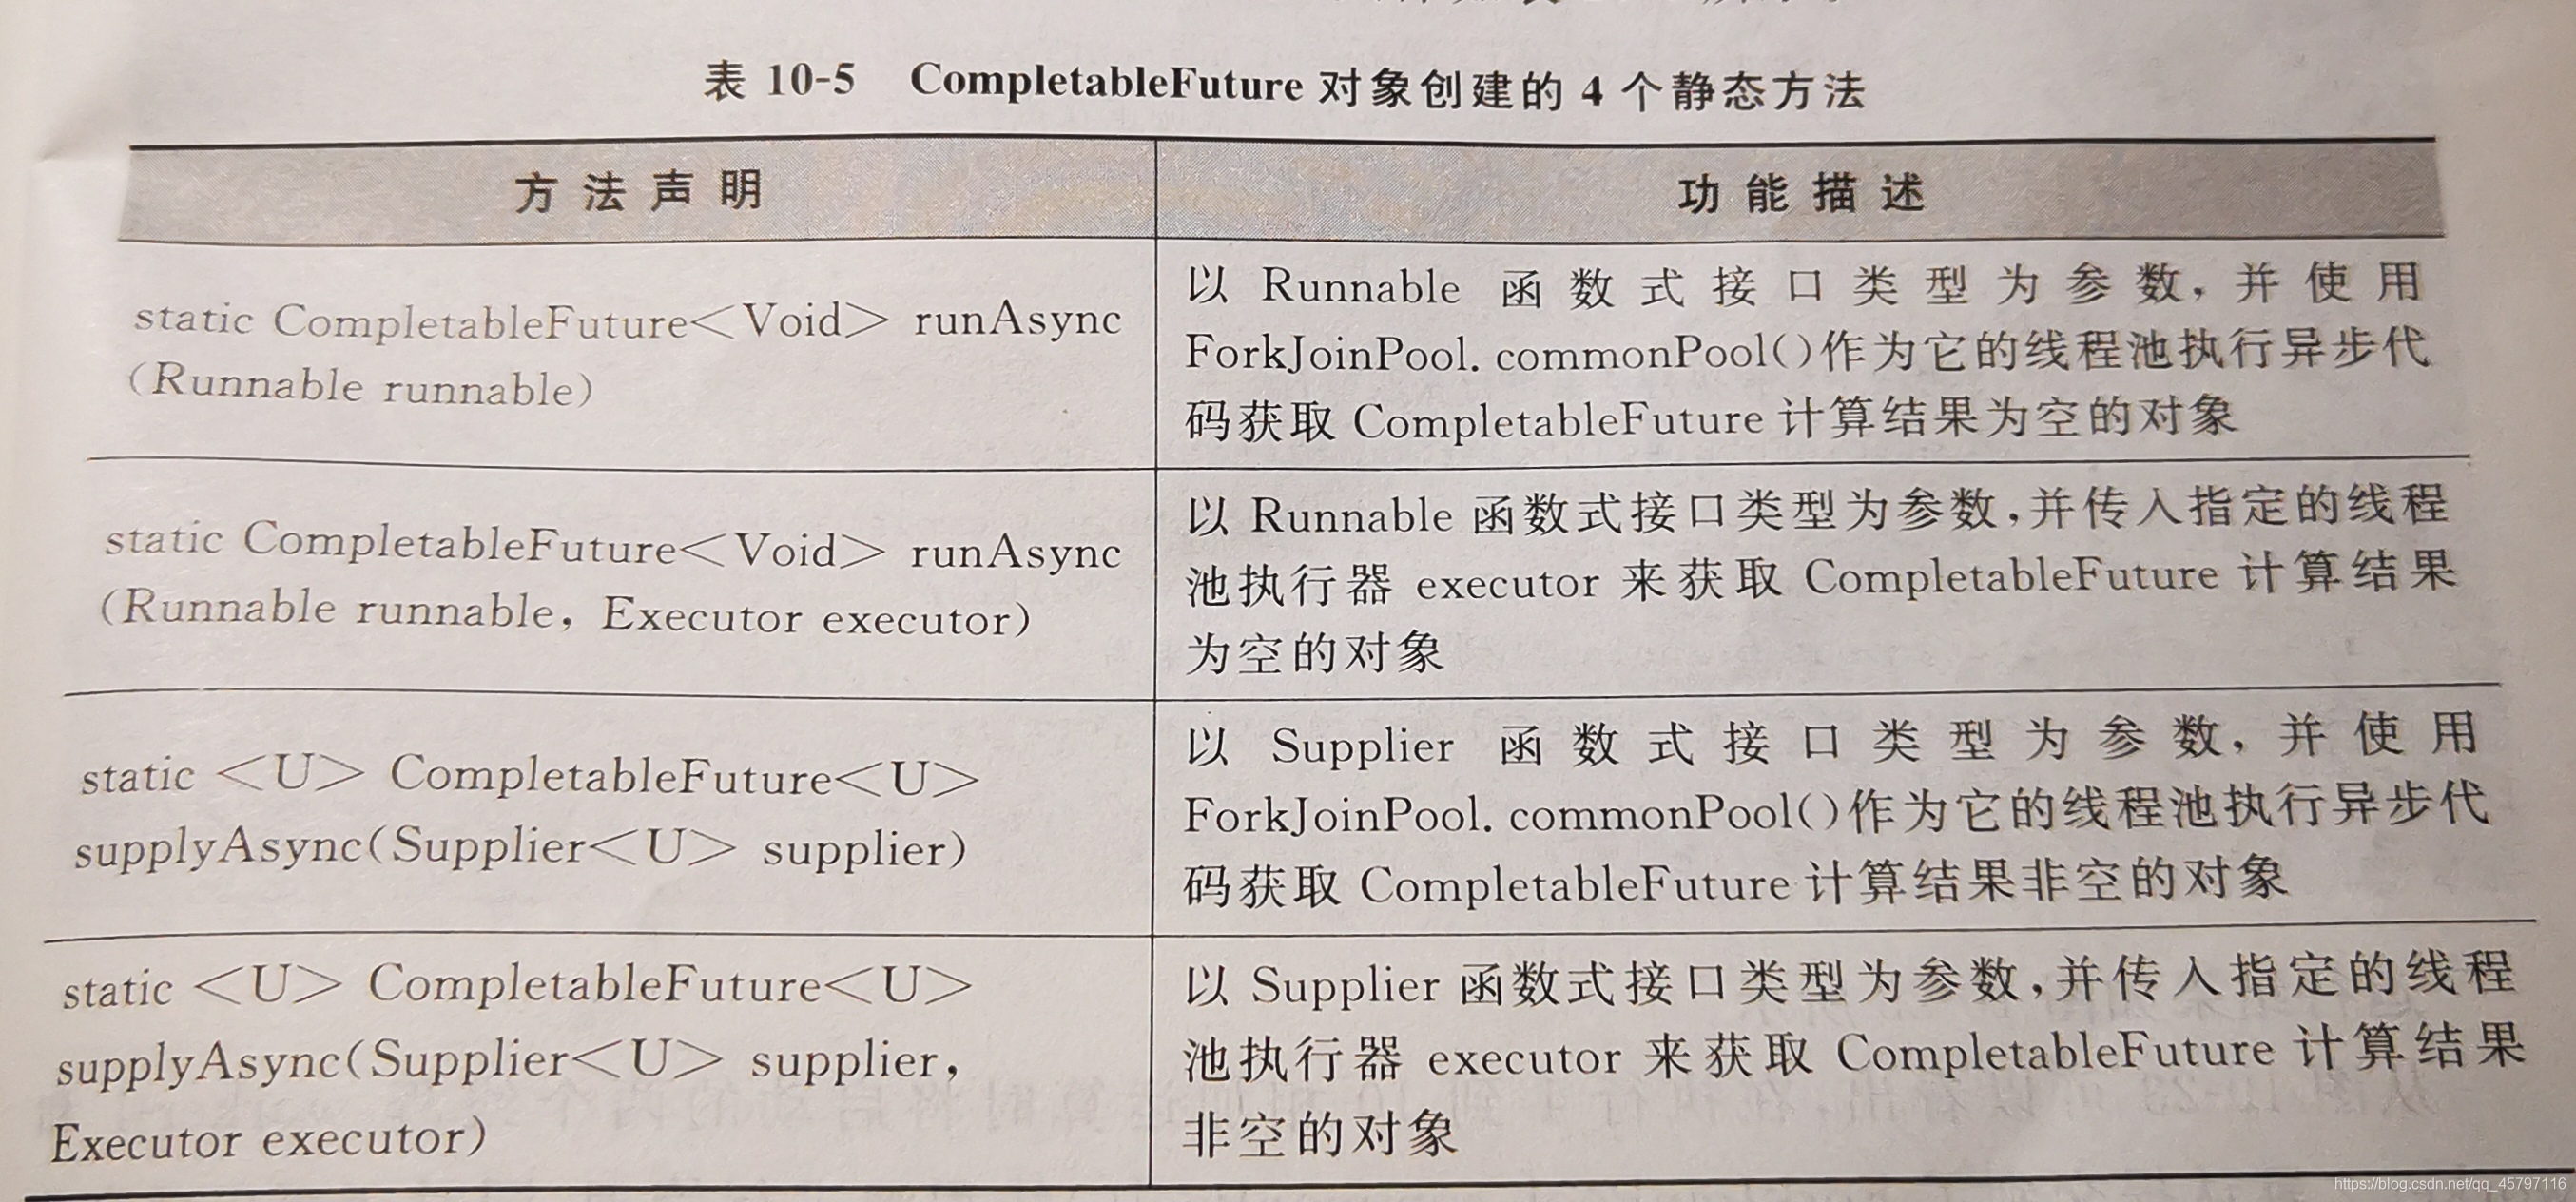 表 10-5 CompletableFuture 对象创建的 4 个静态方法
方法声明
功能描述
static CompletableFuture<Void> runAsync
(Runnable runnable)
以 Runnable 函数式接口类型为参数，并使用
ForkJoinPool. commonPool()作为它的线程池执行异步代
码获取 CompletableFuture 计算结果为空的对象
static CompletableFuture<Void> runAsync
(Runnable runnable, Executor executor)
以 Runnable 函数式接口类型为参数，并传入指定的线程
池执行器 executor 来获取 CompletableFuture 计算结果
为空的对象
static <U> CompletableFuture<U>
supplyAsync(Supplier<U> supplier)
以 Supplier 函数式接口类型为参数，并使用
ForkJoinPool. commonPool()作为它的线程池执行异步代
码获取 CompletableFuture 计算结果非空的对象
static <U> CompletableFuture<U>
supplyAsync(Supplier<U> supplier,
Executor executor)
以 Supplier 函数式接口类型为参数，并传入指定的线程
池执行器 executor 来获取 CompletableFuture 计算结果
非空的对象
https://blog.csdn.net/qq_45797116